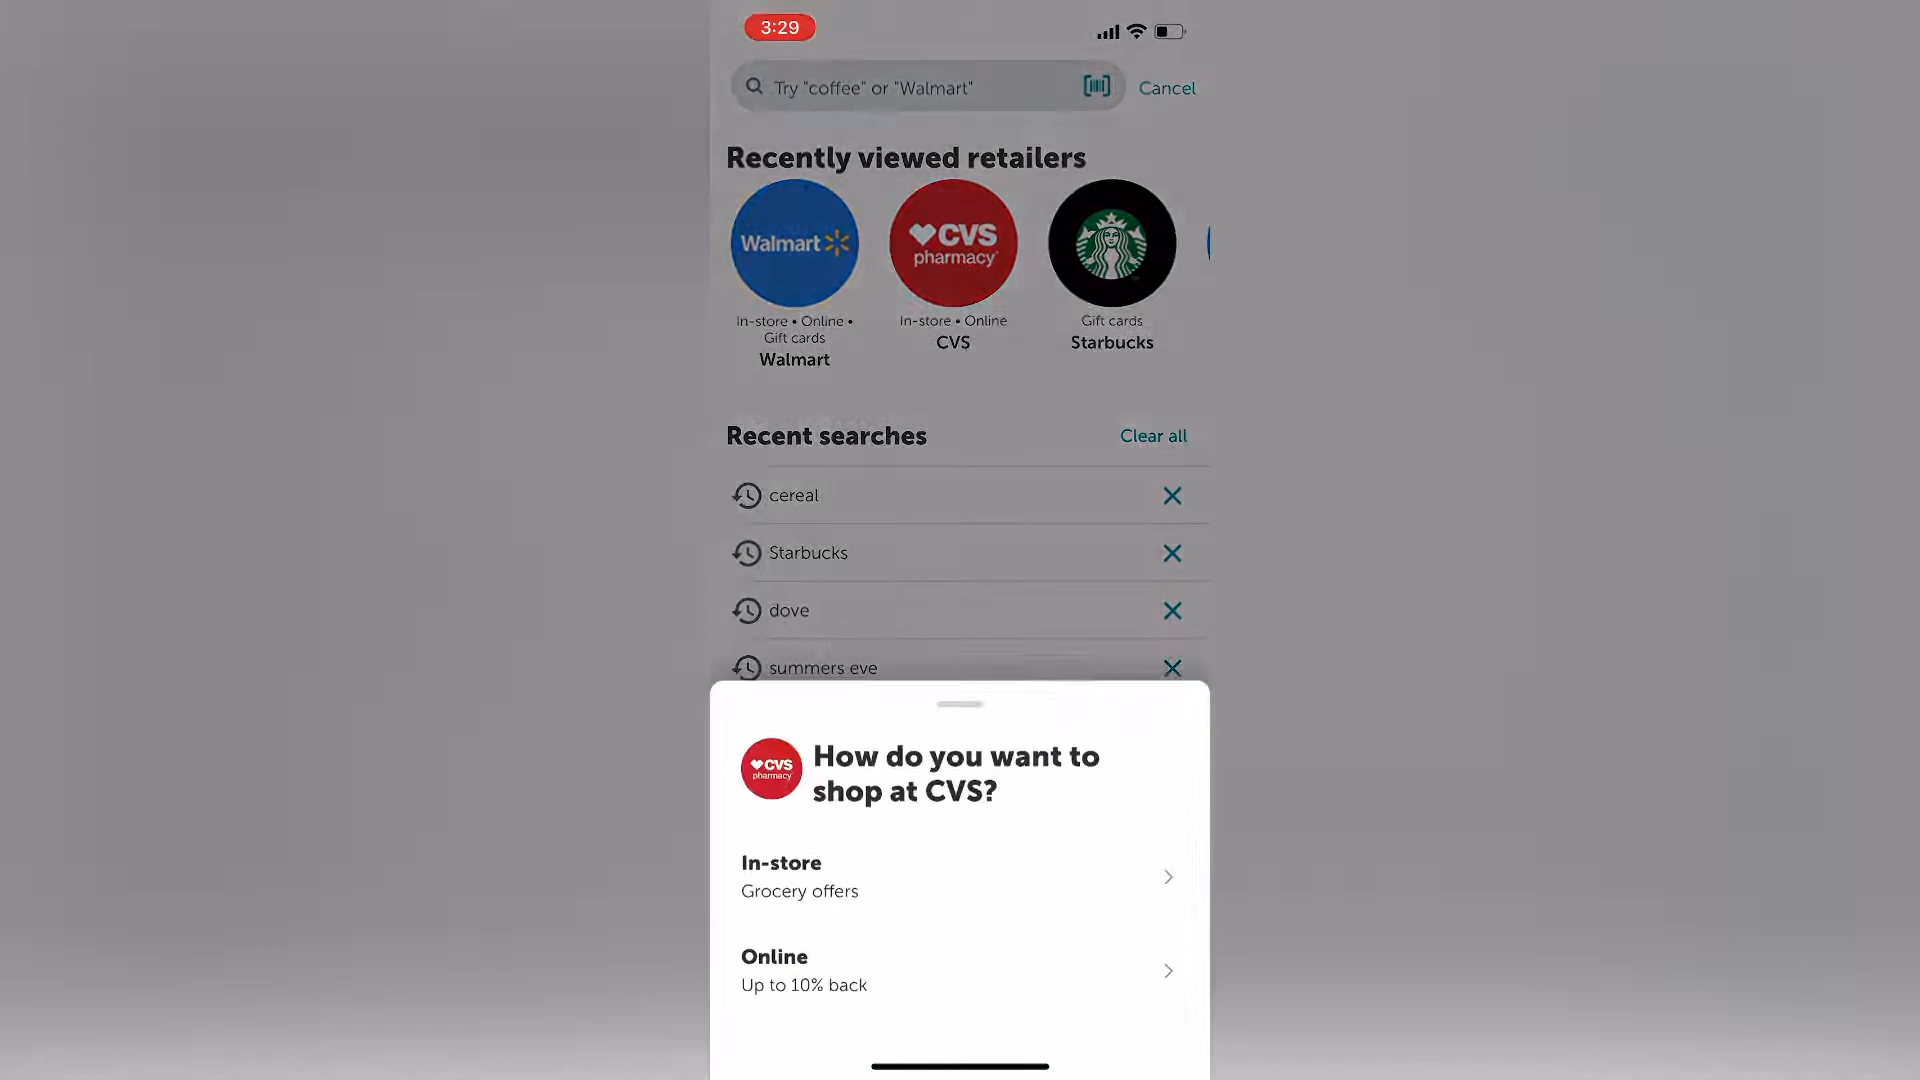 3:29
Try "coffee" or "Walmart"
Cancel
Recently viewed retailers
Walmart
CVS
pharmacy
In-store • Online •
Gift cards
Walmart
In-store • Online
CVS
Gift cards
Starbucks
Recent searches
Clear all
cereal
Starbucks
dove
summers eve
CVS
pharmacy
How do you want to
shop at CVS?
In-store
Grocery offers
Online
Up to 10% back